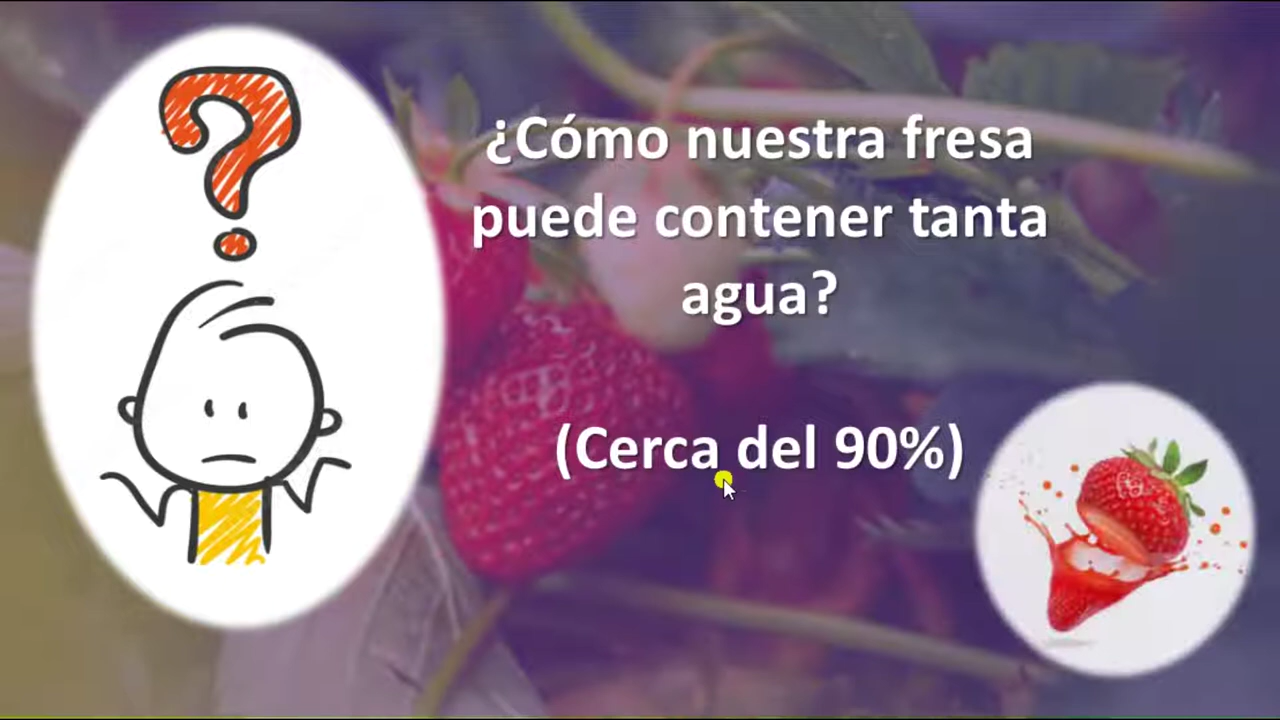 ¿Cómo nuestra fresa
puede contener tanta
agua?
(Cerca del 90%)